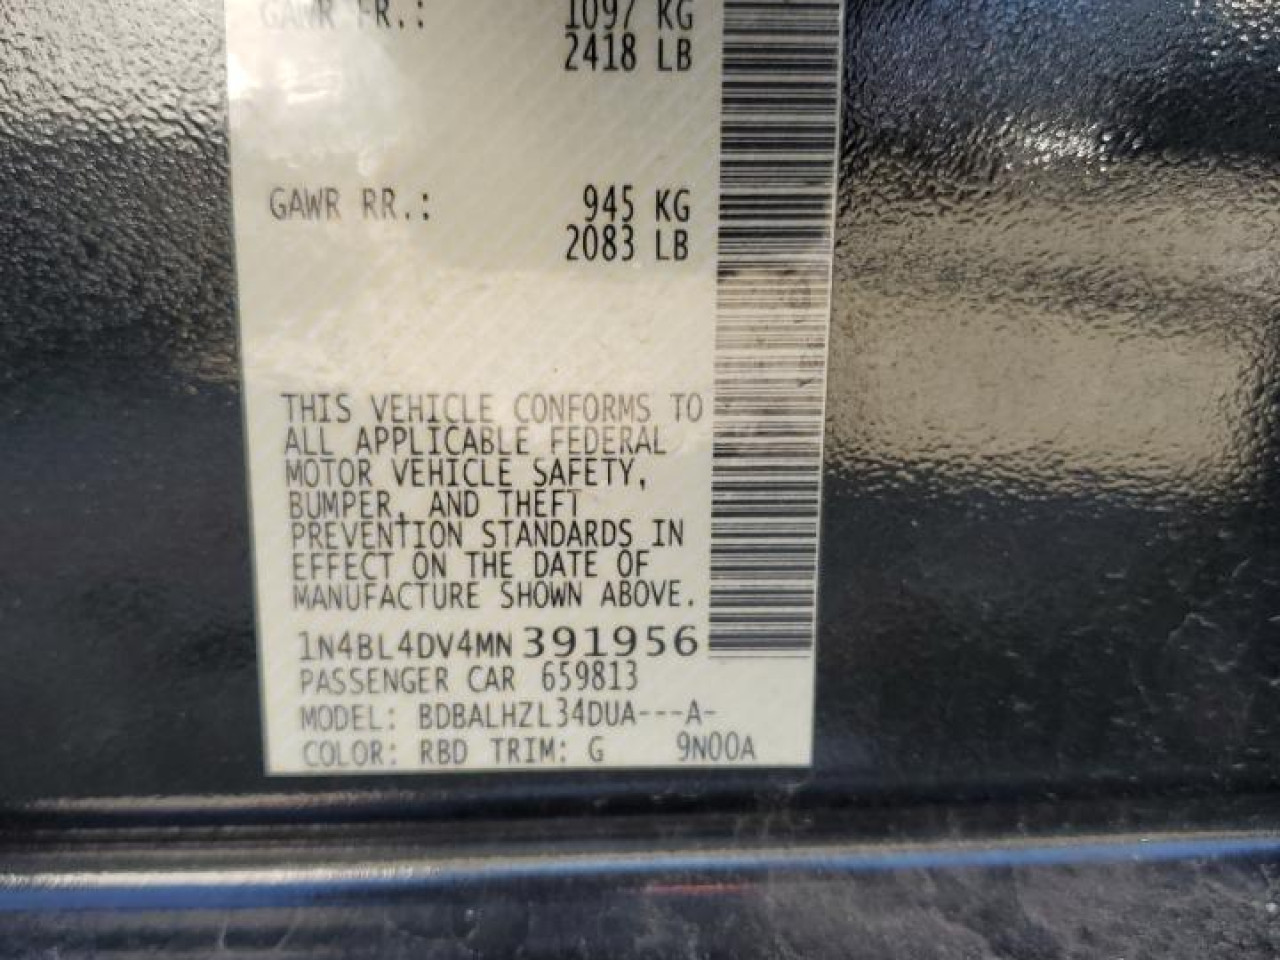 GAWR FR.: 1097 KG
2418 LB
GAWR RR.: 945 KG
2083 LB
THIS VEHICLE CONFORMS TO
ALL APPLICABLE FEDERAL
MOTOR VEHICLE SAFETY,
BUMPER, AND THEFT
PREVENTION STANDARDS IN
EFFECT ON THE DATE OF
MANUFACTURE SHOWN ABOVE.
1N4BL4DV4MN391956
PASSENGER CAR 659813
MODEL: BDBALHZL34DUA---A-
COLOR: RBD TRIM: G 9N00A